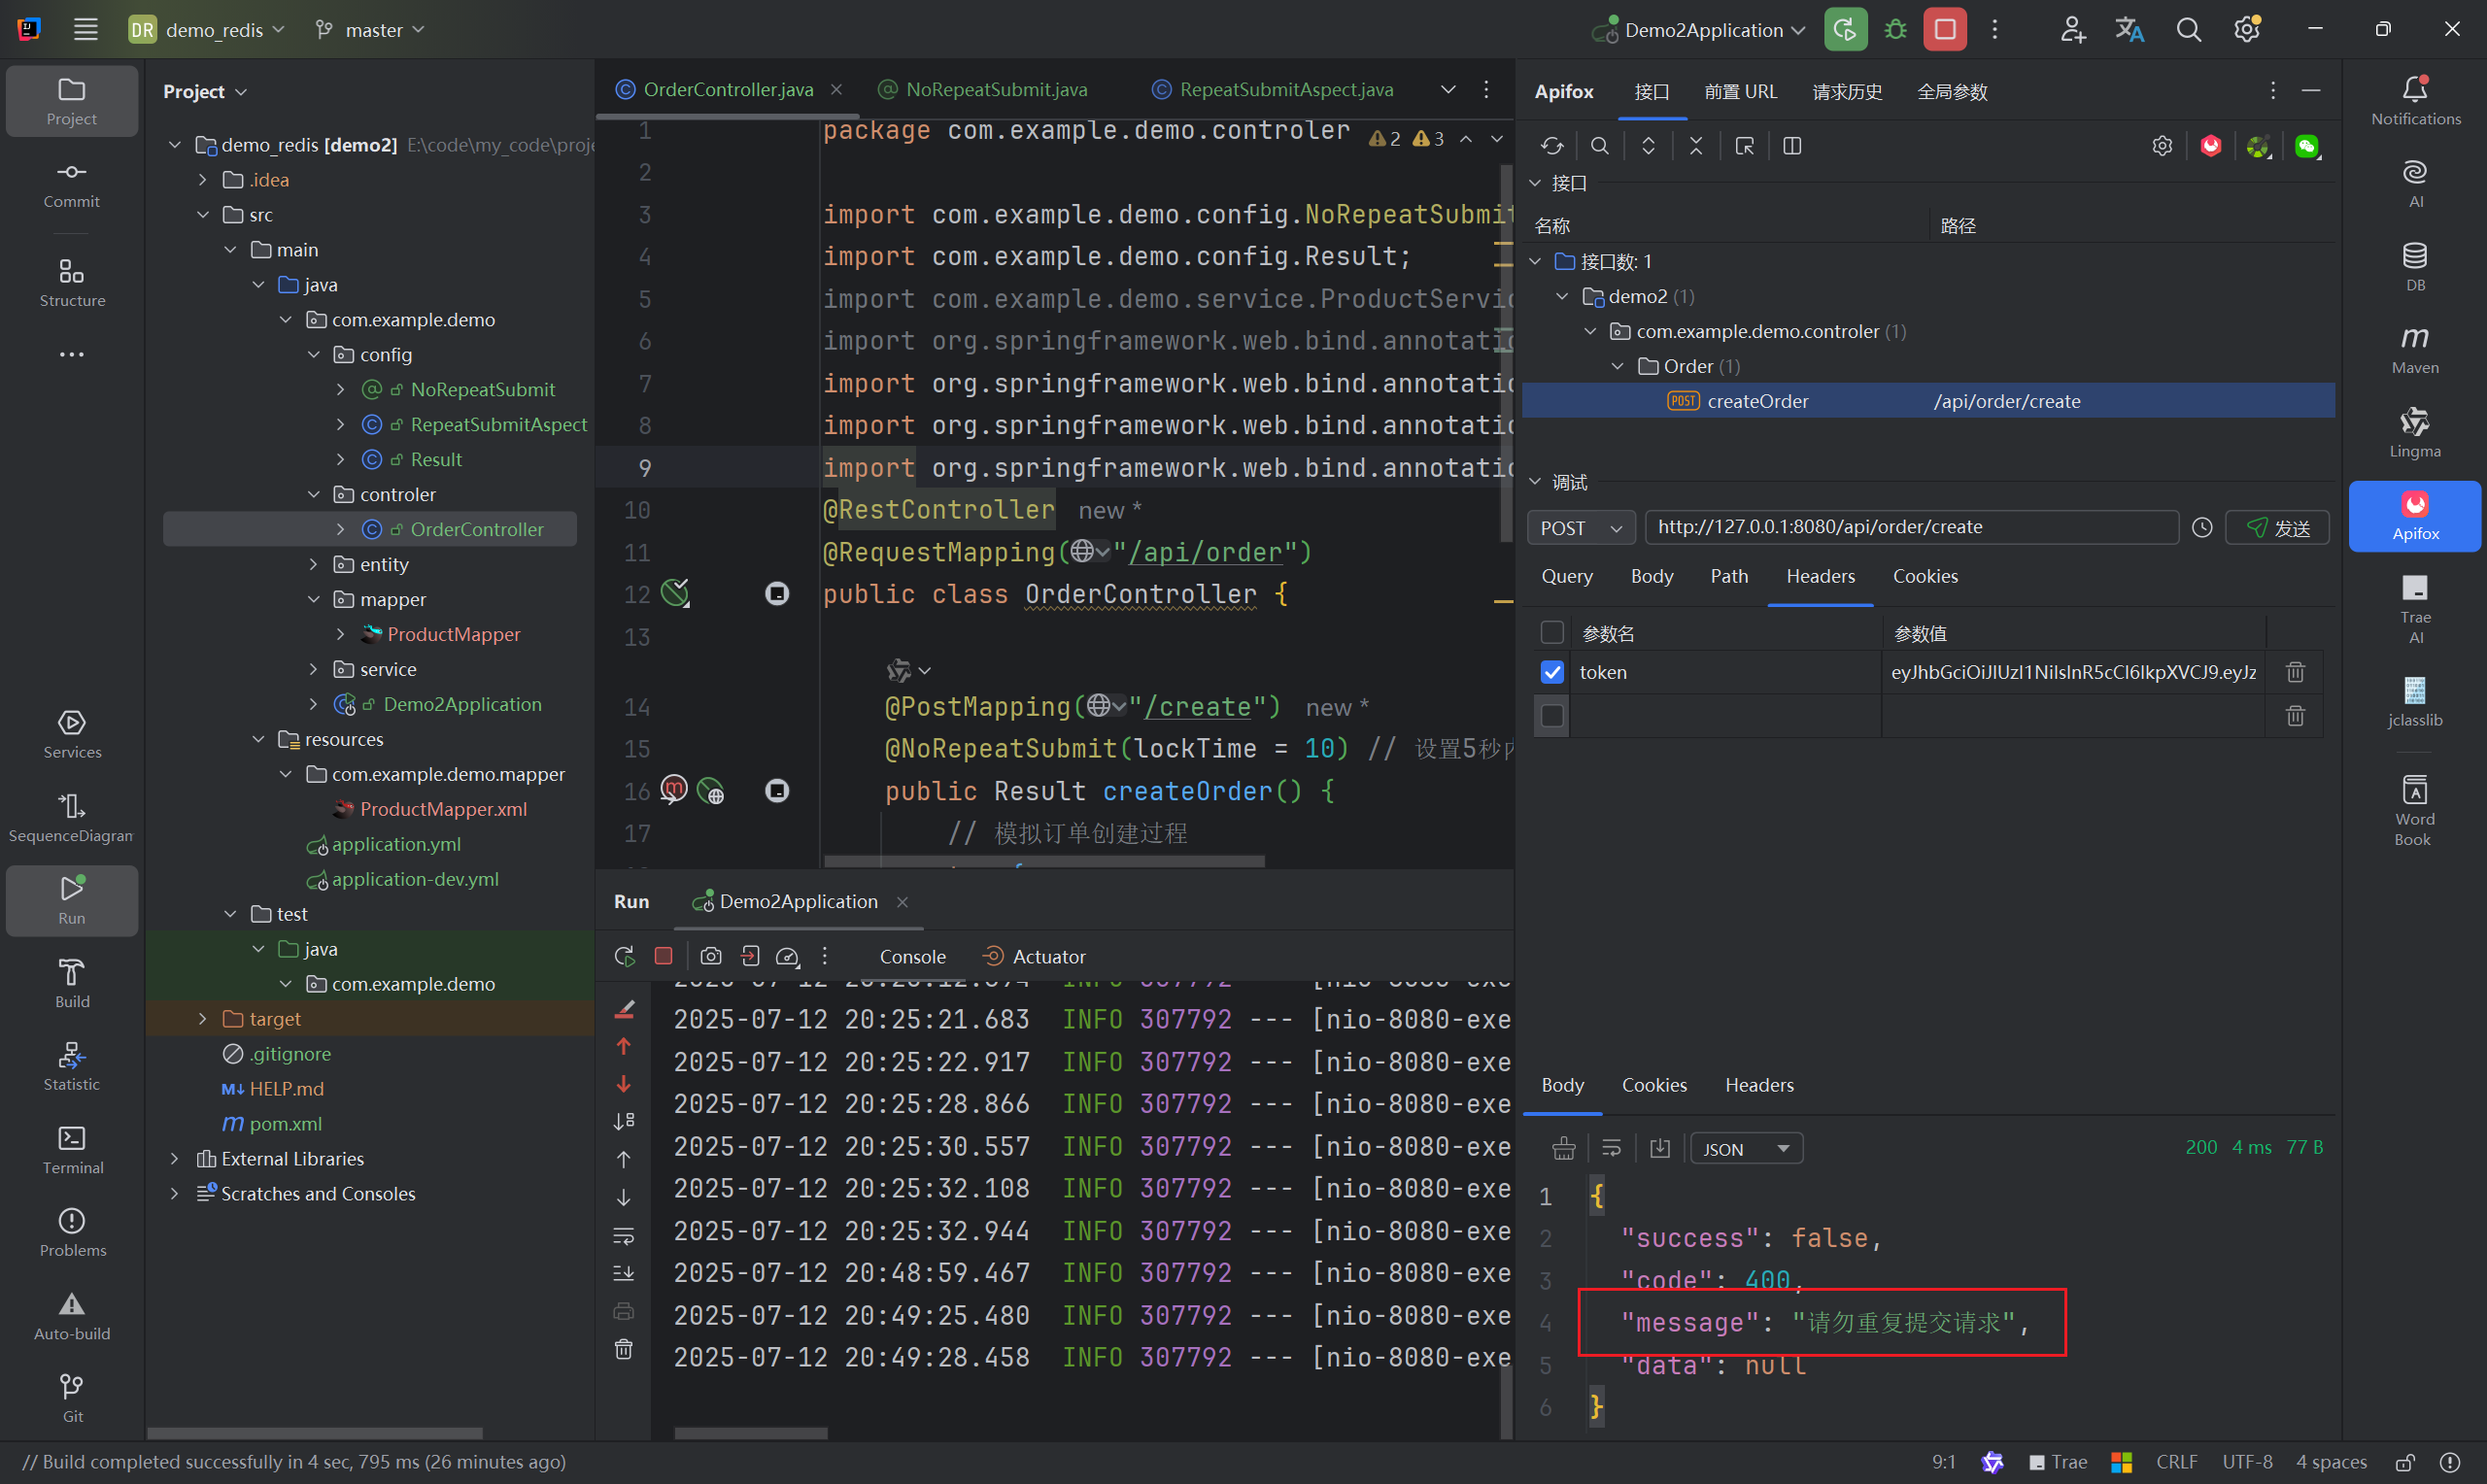 DR demo_redis master
Demo2Application
Project
Commit
Structure
Services
SequenceDiagram
Run
Build
Statistic
Terminal
Problems
Auto-build
Git
Project
demo_redis [demo2] E:\code\my_code\proje
.idea
src
main
java
com.example.demo
config
NoRepeatSubmit
RepeatSubmitAspect
Result
controler
OrderController
entity
mapper
ProductMapper
service
Demo2Application
resources
com.example.demo.mapper
ProductMapper.xml
application.yml
application-dev.yml
test
java
com.example.demo
target
.gitignore
HELP.md
pom.xml
External Libraries
Scratches and Consoles
OrderController.java NoRepeatSubmit.java RepeatSubmitAspect.java
2 3
1 package com.example.demo.controler
2
3 import com.example.demo.config.NoRepeatSubmit
4 import com.example.demo.config.Result;
5 import com.example.demo.service.ProductServic
6 import org.springframework.web.bind.annotatio
7 import org.springframework.web.bind.annotatio
8 import org.springframework.web.bind.annotatio
9 import org.springframework.web.bind.annotatio
10 @RestController new *
11 @RequestMapping("/api/order")
12 public class OrderController {
13
14 @PostMapping("/create") new *
15 @NoRepeatSubmit(lockTime = 10) // 设置5秒内
16 public Result createOrder() {
17 // 模拟订单创建过程
Run Demo2Application
Console Actuator
2025-07-12 20:25:21.683 INFO 307792 --- [nio-8080-exe
2025-07-12 20:25:22.917 INFO 307792 --- [nio-8080-exe
2025-07-12 20:25:28.866 INFO 307792 --- [nio-8080-exe
2025-07-12 20:25:30.557 INFO 307792 --- [nio-8080-exe
2025-07-12 20:25:32.108 INFO 307792 --- [nio-8080-exe
2025-07-12 20:25:32.944 INFO 307792 --- [nio-8080-exe
2025-07-12 20:48:59.467 INFO 307792 --- [nio-8080-exe
2025-07-12 20:49:25.480 INFO 307792 --- [nio-8080-exe
2025-07-12 20:49:28.458 INFO 307792 --- [nio-8080-exe
Apifox 接口 前置 URL 请求历史 全局参数
接口
名称 路径
接口数: 1
demo2 (1)
com.example.demo.controler (1)
Order (1)
POST createOrder /api/order/create
调试
POST http://127.0.0.1:8080/api/order/create 发送
Query Body Path Headers Cookies
参数名 参数值
token eyJhbGciOiJIUzI1NiIsInR5cCI6IkpXVCJ9.eyJz
Body Cookies Headers
JSON 200 4 ms 77 B
1 {
2 "success": false,
3 "code": 400,
4 "message": "请勿重复提交请求",
5 "data": null
6 }
Notifications
AI
DB
Maven
Lingma
Apifox
Trae
AI
jclasslib
Word
Book
// Build completed successfully in 4 sec, 795 ms (26 minutes ago)
9:1 Trae CRLF UTF-8 4 spaces